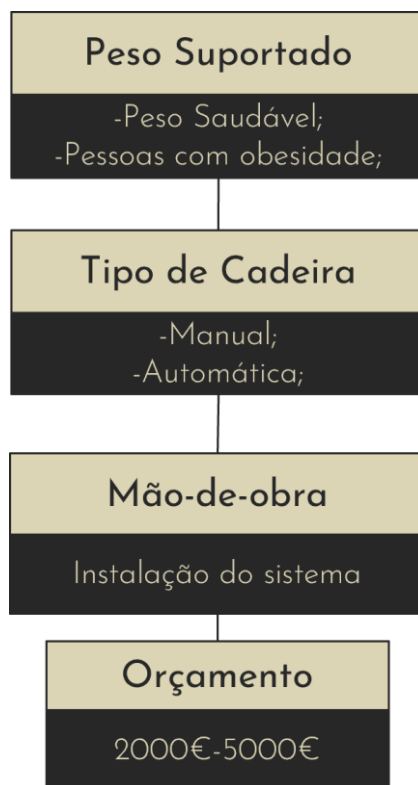 Peso Suportado
-Peso Saudável;
-Pessoas com obesidade;
Tipo de Cadeira
-Manual;
-Automática;
Mão-de-obra
Instalação do sistema
Orçamento
2000€-5000€